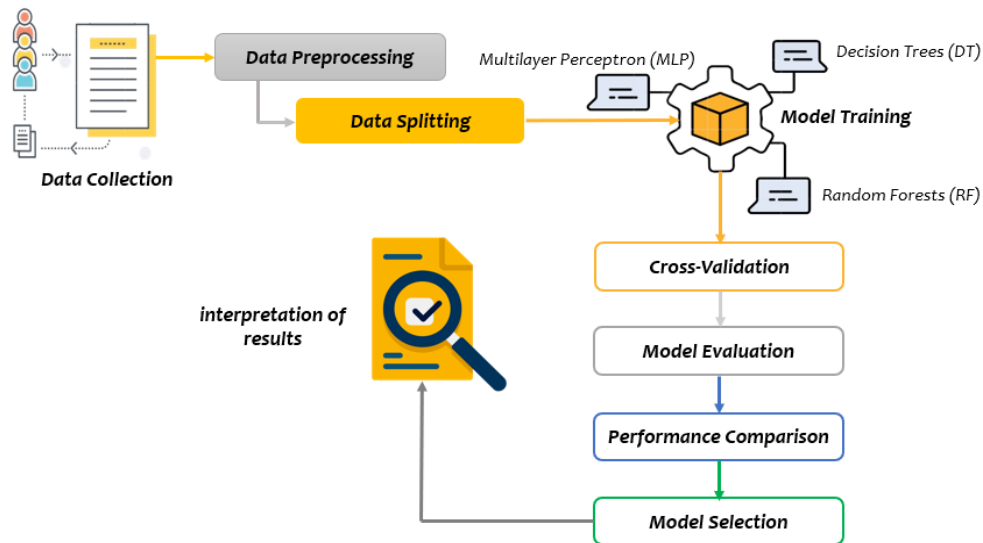 Data Preprocessing
Multilayer Perceptron (MLP)
Decision Trees (DT)
Data Splitting
Model Training
Data Collection
Random Forests (RF)
Cross-Validation
interpretation of
results
Model Evaluation
Performance Comparison
Model Selection